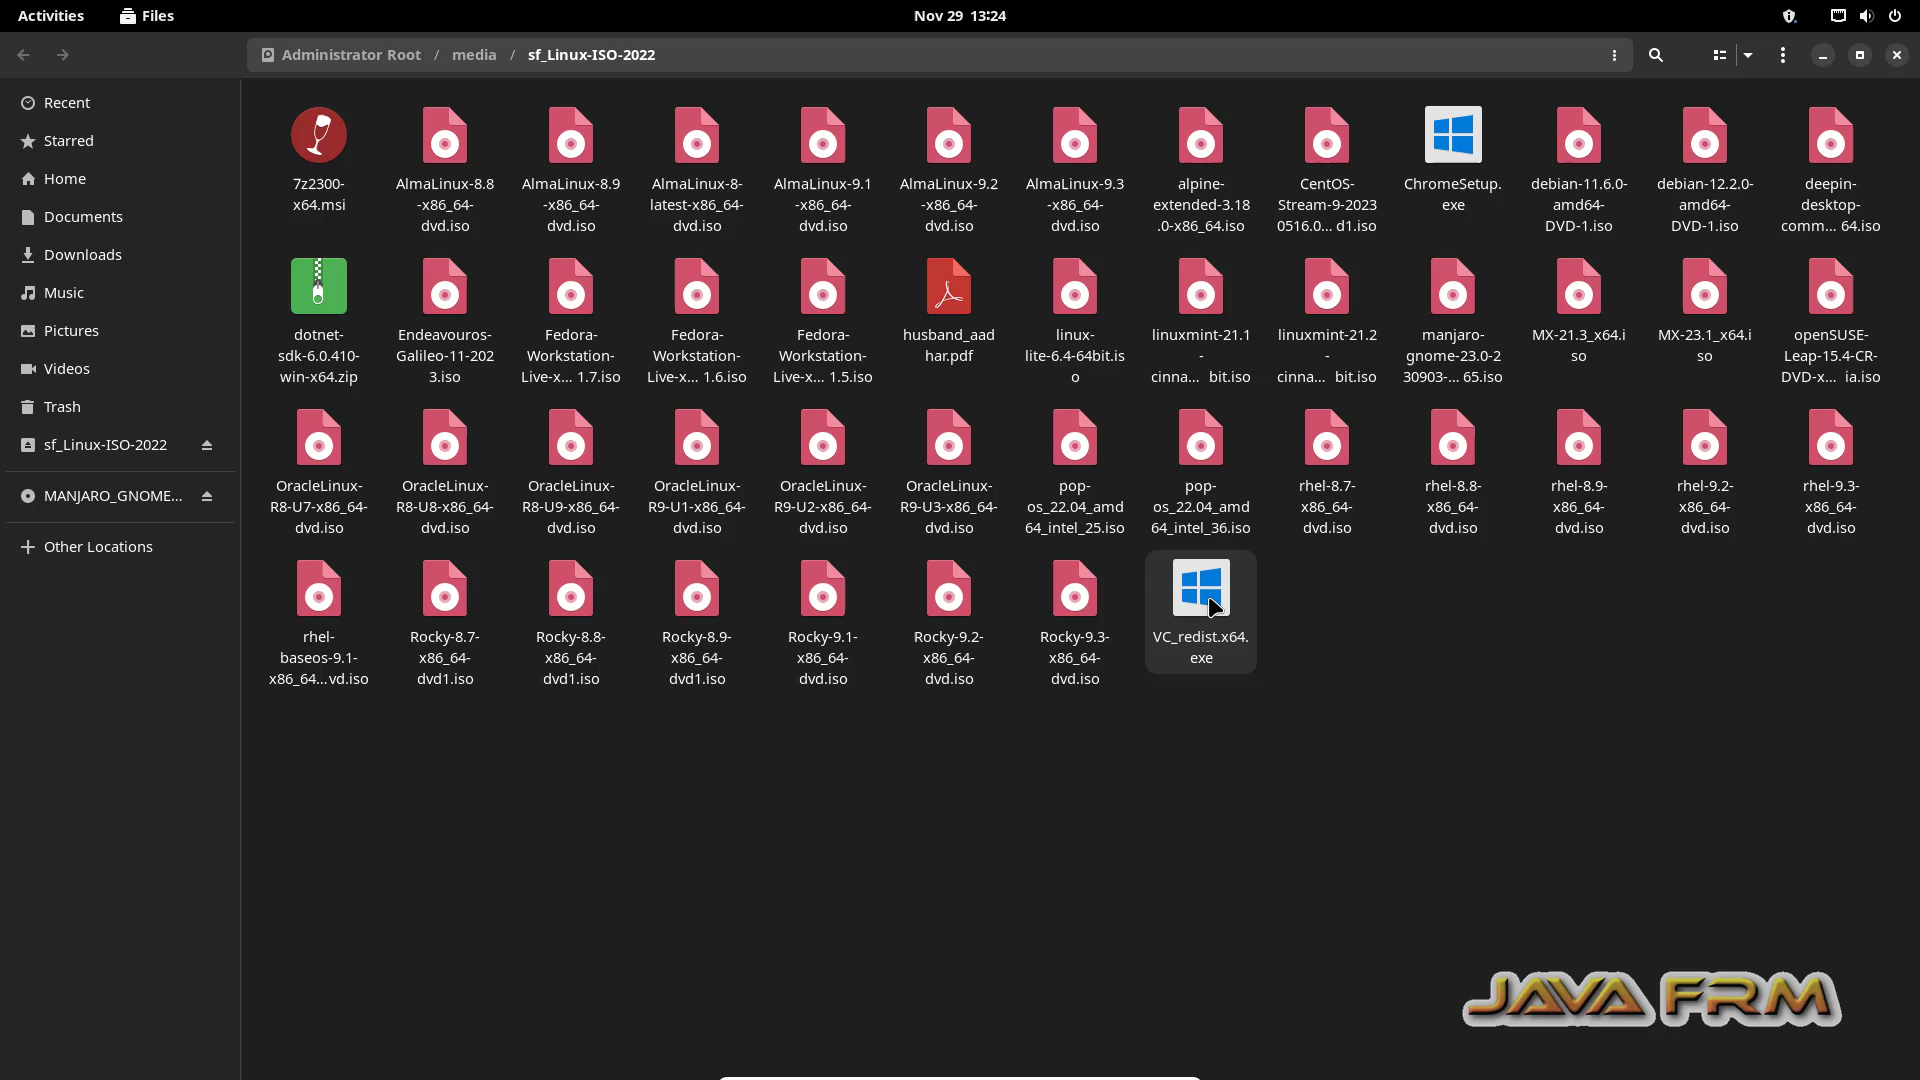 Activities
Files
Nov 29 13:24
Administrator Root / media / sf_Linux-ISO-2022
Recent
Starred
Home
Documents
Downloads
Music
Pictures
Videos
Trash
sf_Linux-ISO-2022
MANJARO_GNOME...
Other Locations
7z2300-
x64.msi
AlmaLinux-8.8
-x86_64-
dvd.iso
AlmaLinux-8.9
-x86_64-
dvd.iso
AlmaLinux-8-
latest-x86_64-
dvd.iso
AlmaLinux-9.1
-x86_64-
dvd.iso
AlmaLinux-9.2
-x86_64-
dvd.iso
AlmaLinux-9.3
-x86_64-
dvd.iso
alpine-
extended-3.18
.0-x86_64.iso
CentOS-
Stream-9-2023
0516.0... d1.iso
ChromeSetup.
exe
debian-11.6.0-
amd64-
DVD-1.iso
debian-12.2.0-
amd64-
DVD-1.iso
deepin-
desktop-
comm... 64.iso
dotnet-
sdk-6.0.410-
win-x64.zip
Endeavouros-
Galileo-11-202
3.iso
Fedora-
Workstation-
Live-x... 1.7.iso
Fedora-
Workstation-
Live-x... 1.6.iso
Fedora-
Workstation-
Live-x... 1.5.iso
husband_aad
har.pdf
linux-
lite-6.4-64bit.is
o
linuxmint-21.1
-
cinna... bit.iso
linuxmint-21.2
-
cinna... bit.iso
manjaro-
gnome-23.0-2
30903-... 65.iso
MX-21.3_x64.i
so
MX-23.1_x64.i
so
openSUSE-
Leap-15.4-CR-
DVD-x... ia.iso
OracleLinux-
R8-U7-x86_64-
dvd.iso
OracleLinux-
R8-U8-x86_64-
dvd.iso
OracleLinux-
R8-U9-x86_64-
dvd.iso
OracleLinux-
R9-U1-x86_64-
dvd.iso
OracleLinux-
R9-U2-x86_64-
dvd.iso
OracleLinux-
R9-U3-x86_64-
dvd.iso
pop-
os_22.04_amd
64_intel_25.iso
pop-
os_22.04_amd
64_intel_36.iso
rhel-8.7-
x86_64-
dvd.iso
rhel-8.8-
x86_64-
dvd.iso
rhel-8.9-
x86_64-
dvd.iso
rhel-9.2-
x86_64-
dvd.iso
rhel-9.3-
x86_64-
dvd.iso
rhel-
baseos-9.1-
x86_64...vd.iso
Rocky-8.7-
x86_64-
dvd1.iso
Rocky-8.8-
x86_64-
dvd1.iso
Rocky-8.9-
x86_64-
dvd1.iso
Rocky-9.1-
x86_64-
dvd.iso
Rocky-9.2-
x86_64-
dvd.iso
Rocky-9.3-
x86_64-
dvd.iso
VC_redist.x64.
exe
JAVA FRM